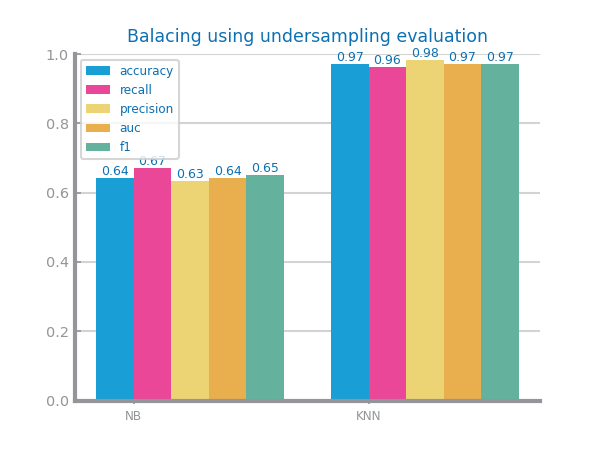 Balacing using undersampling evaluation
1.0
0.8
0.6
0.4
0.2
0.0
accuracy
recall
precision
auc
f1
0.64 0.67 0.63 0.64 0.65
0.97 0.96 0.98 0.97 0.97
NB KNN